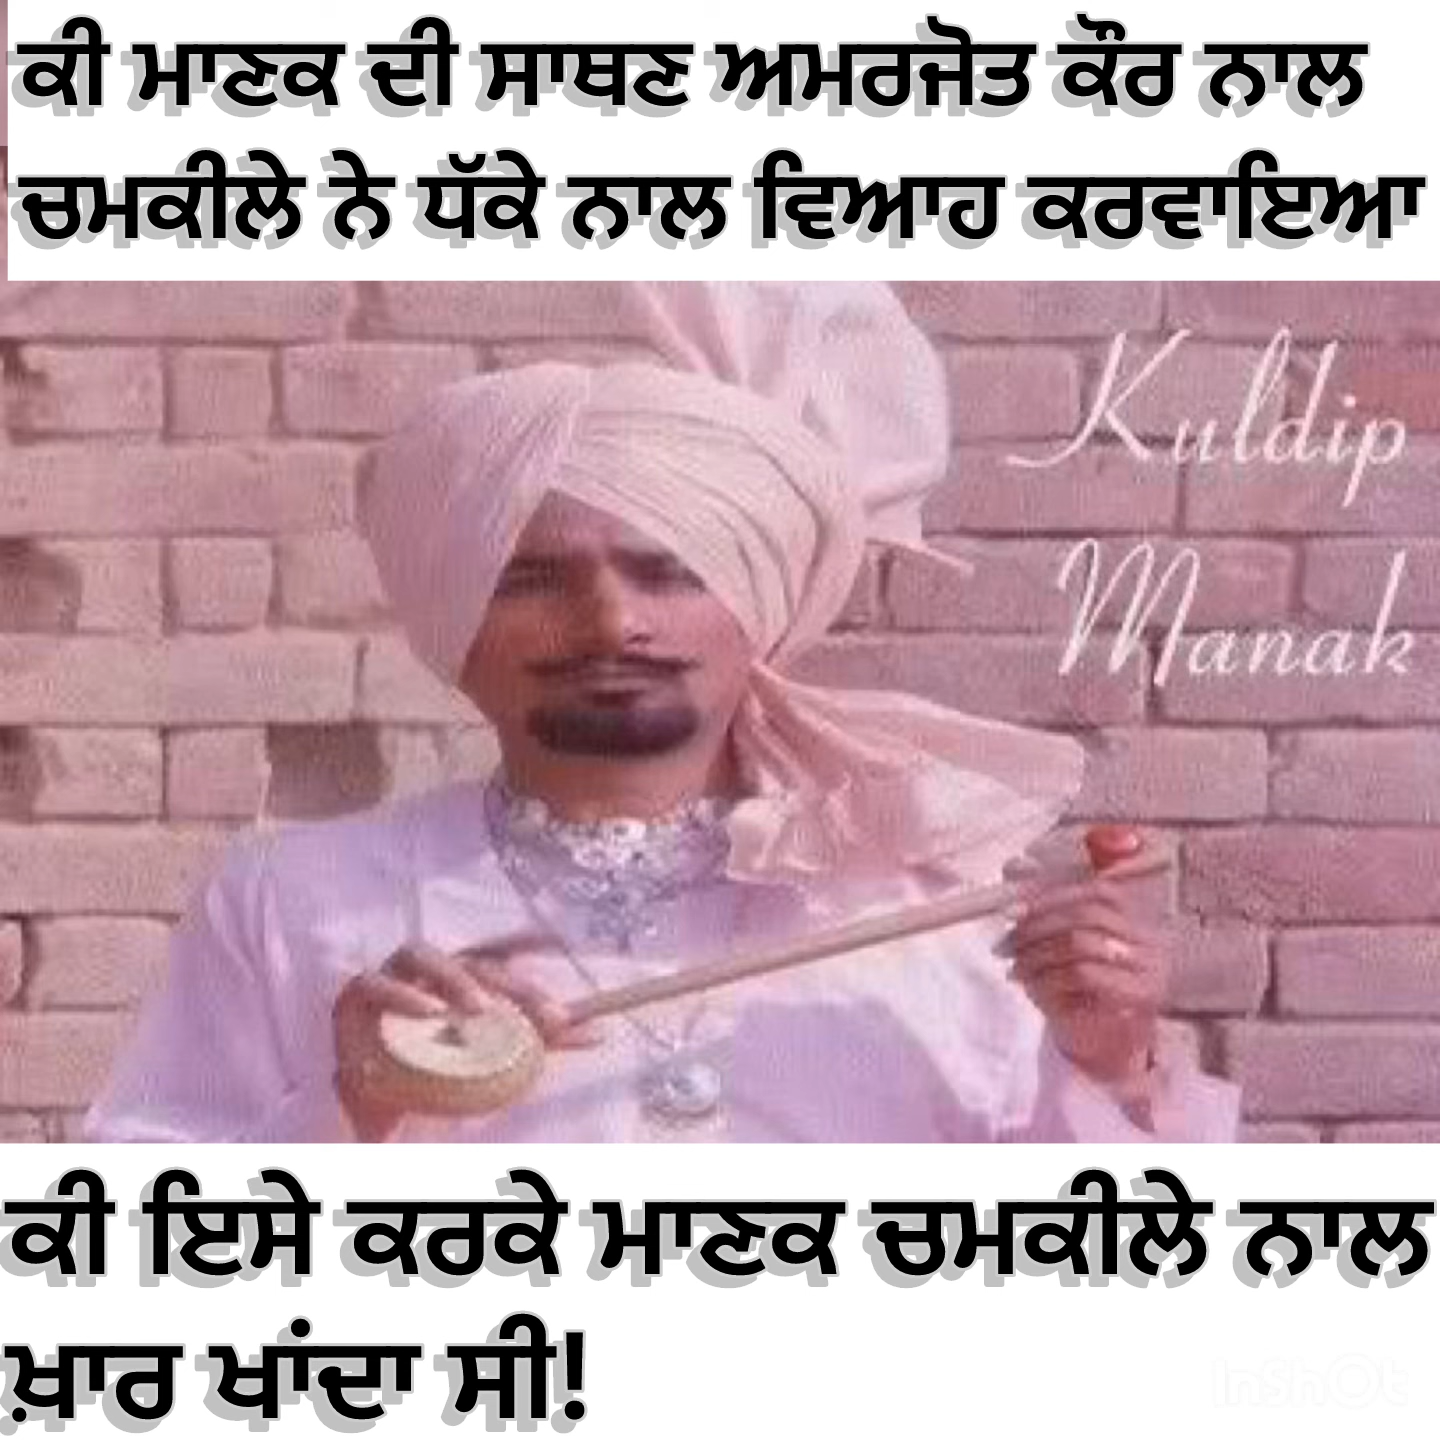 ਕੀ ਮਾਣਕ ਦੀ ਸਾਥਣ ਅਮਰਜੋਤ ਕੌਰ ਨਾਲ
ਚਮਕੀਲੇ ਨੇ ਧੱਕੇ ਨਾਲ ਵਿਆਹ ਕਰਵਾਇਆ
Kuldip
Manak
ਕੀ ਇਸੇ ਕਰਕੇ ਮਾਣਕ ਚਮਕੀਲੇ ਨਾਲ
ਖ਼ਾਰ ਖਾਂਦਾ ਸੀ!
InShOt